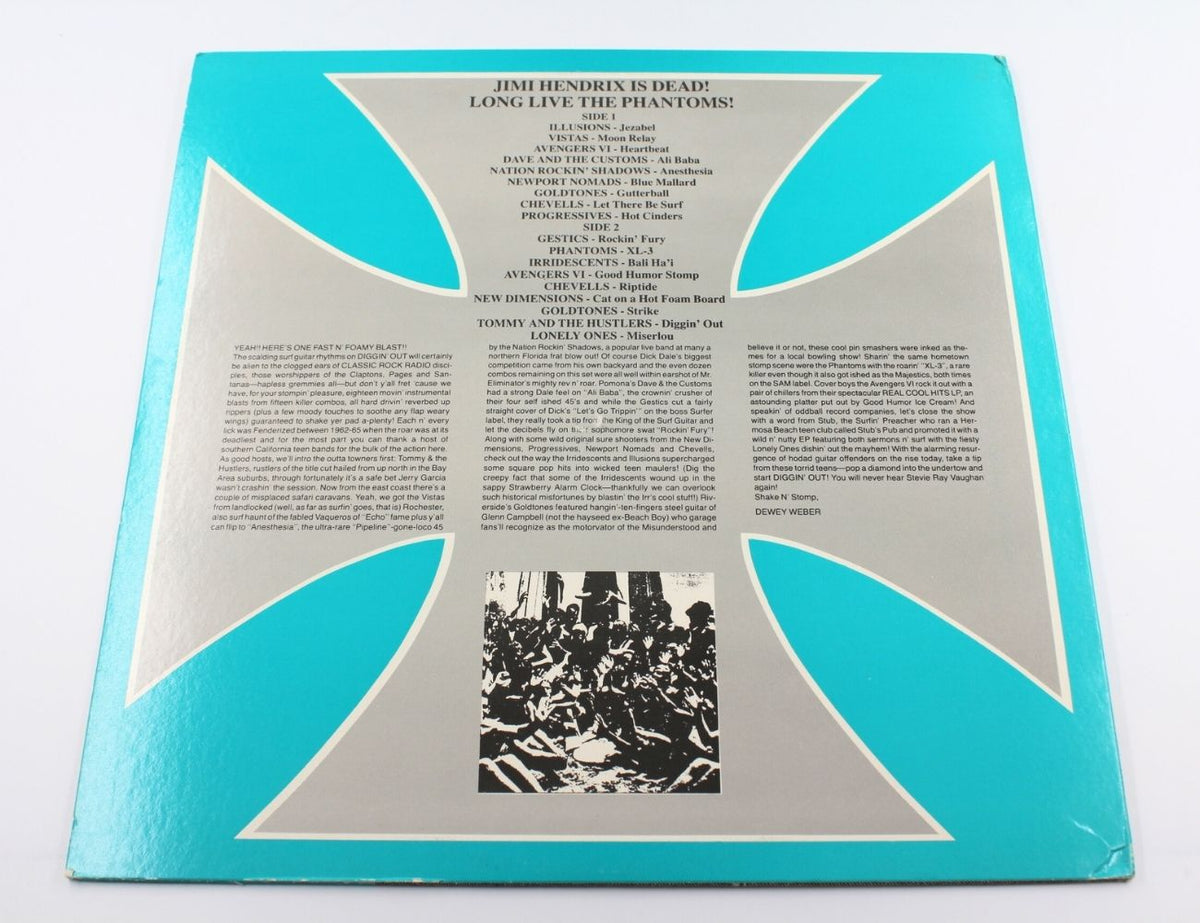 JIMI HENDRIX IS DEAD!
LONG LIVE THE PHANTOMS!
SIDE 1
ILLUSIONS - Jezabel
VISTAS - Moon Relay
AVENGERS VI - Heartbeat
DAVE AND THE CUSTOMS - Ali Baba
NATION ROCKIN' SHADOWS - Anesthesia
NEWPORT NOMADS - Blue Mallard
GOLDTONES - Gutterball
CHEVELLS - Let There Be Surf
PROGRESSIVES - Hot Cinders
SIDE 2
GESTICS - Rockin' Fury
PHANTOMS - XL-3
IRRIDESCENTS - Bali Ha'i
AVENGERS VI - Good Humor Stomp
CHEVELLS - Riptide
NEW DIMENSIONS - Cat on a Hot Foam Board
GOLDTONES - Strike
TOMMY AND THE HUSTLERS - Diggin' Out
LONELY ONES - Miserlou
YEAH!! HERE'S ONE FAST N' FOAMY BLAST!!
The scalding surf guitar rhythms on DIGGIN' OUT will certainly
be alien to the clogged ears of CLASSIC ROCK RADIO disci-
ples, those worshippers of the Claptons, Pages and San-
tanas—hapless gremmies all—but don't y'all fret 'cause we
have, for your stompin' pleasure, eighteen movin' instrumental
blasts from fifteen killer combos, all hard drivin' reverbed up
rippers (plus a few moody touches to soothe any flap weary
wings) guaranteed to shake yer pad a-plenty! Each n' every
lick was Fenderized between 1962-65 when the roar was at its
deadliest and for the most part you can thank a host of
southern California teen bands for the bulk of the action here.
As good hosts, we'll intro the outta towners first: Tommy & the
Hustlers, rustlers of the title cut hailed from up north in the Bay
Area suburbs, through fortunately it's a safe bet Jerry Garcia
wasn't crashin' the session. Now from the east coast there's a
couple of misplaced safari caravans. Yeah, we got the Vistas
from landlocked (well, as far as surfin' goes, that is) Rochester,
also surf haunt of the fabled Vaqueros of "Echo" fame plus y'all
can flip to "Anesthesia", the ultra-rare "Pipeline"-gone-loco 45
by the Nation Rockin' Shadows, a popular live band at many a
northern Florida frat blow out! Of course Dick Dale's biggest
competition came from his own backyard and the even dozen
combos remaining on this set were all well within earshot of Mr.
Eliminator's mighty rev n' roar. Pomona's Dave & the Customs
had a strong Dale feel on "Ali Baba", the crownin' crusher of
their four self ished 45's and while the Gestics cut a fairly
straight cover of Dick's "Let's Go Trippin'" on the boss Surfer
label, they really took a tip from the King of the Surf Guitar and
let the decibels fly on their sophomore swat "Rockin' Fury"!
Along with some wild original sure shooters from the New Di-
mensions, Progressives, Newport Nomads and Chevells,
check out the way the Irridescents and Illusions supercharged
some square pop hits into wicked teen maulers! (Dig the
creepy fact that some of the Irridescents wound up in the
sappy Strawberry Alarm Clock—thankfully we can overlook
such historical misfortunes by blastin' the Irr's cool stuff!) Riv-
erside's Goldtones featured hangin'-ten-fingers steel guitar of
Glenn Campbell (not the hayseed ex-Beach Boy) who garage
fans'll recognize as the motorvator of the Misunderstood and
believe it or not, these cool pin smashers were inked as the-
mes for a local bowling show! Sharin' the same hometown
stomp scene were the Phantoms with the roarin' "XL-3", a rare
killer even though it also got ished as the Majestics, both times
on the SAM label. Cover boys the Avengers VI rock it out with a
pair of chillers from their spectacular REAL COOL HITS LP, an
astounding platter put out by Good Humor Ice Cream! And
speakin' of oddball record companies, let's close the show
with a word from Stub, the Surfin' Preacher who ran a Her-
mosa Beach teen club called Stub's Pub and promoted it with a
wild n' nutty EP featuring both sermons n' surf with the fiesty
Lonely Ones dishin' out the mayhem! With the alarming resur-
gence of hodad guitar offenders on the rise today, take a tip
from these torrid teens—pop a diamond into the undertow and
start DIGGIN' OUT! You will never hear Stevie Ray Vaughan
again!
Shake N' Stomp,
DEWEY WEBER